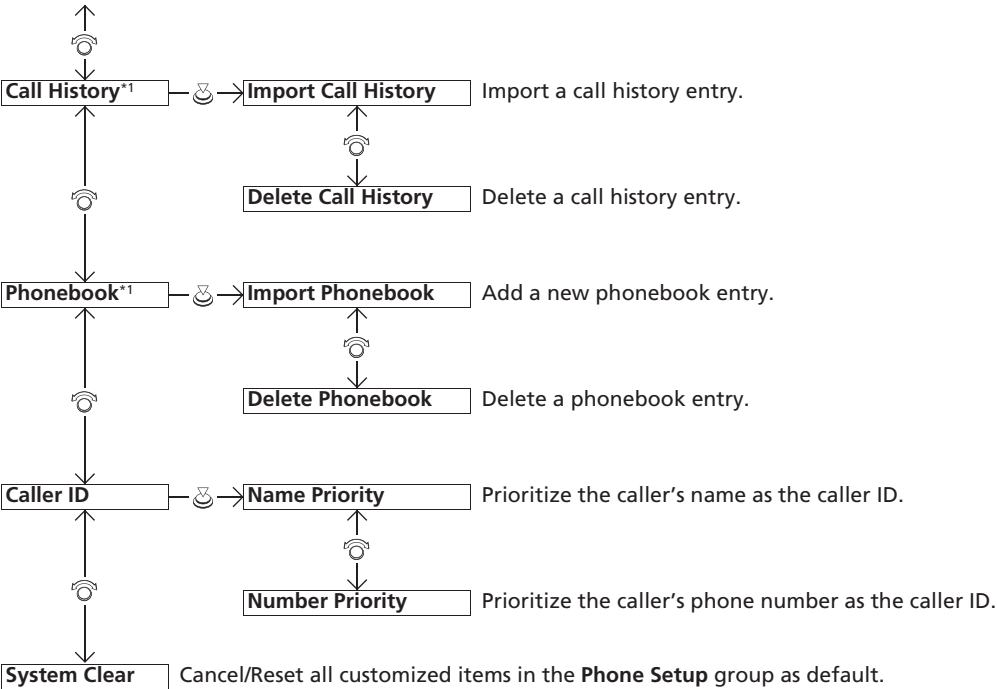 Call History*1 Import Call History Import a call history entry.
Delete Call History Delete a call history entry.
Phonebook*1 Import Phonebook Add a new phonebook entry.
Delete Phonebook Delete a phonebook entry.
Caller ID Name Priority Prioritize the caller’s name as the caller ID.
Number Priority Prioritize the caller’s phone number as the caller ID.
System Clear Cancel/Reset all customized items in the Phone Setup group as default.